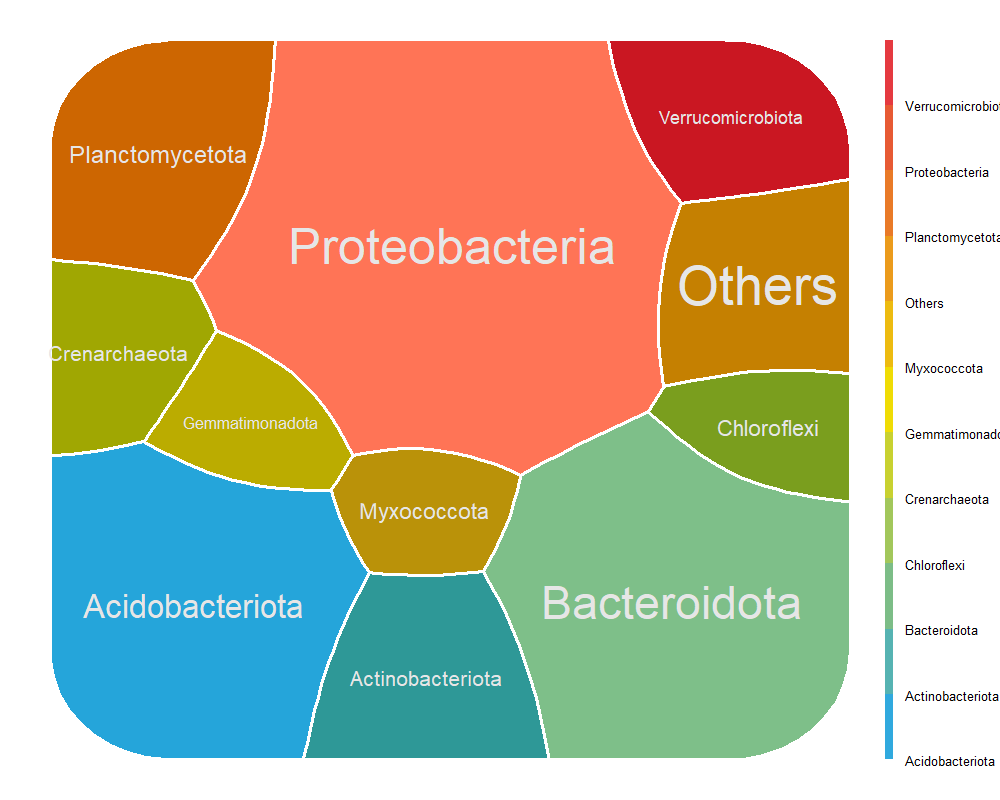 Planctomycetota
Verrucomicrobiota
Proteobacteria
Others
Crenarchaeota
Gemmatimonadota
Chloroflexi
Myxococcota
Acidobacteriota
Bacteroidota
Actinobacteriota
Verrucomicrobiot
Proteobacteria
Planctomycetota
Others
Myxococcota
Gemmatimonado
Crenarchaeota
Chloroflexi
Bacteroidota
Actinobacteriota
Acidobacteriota